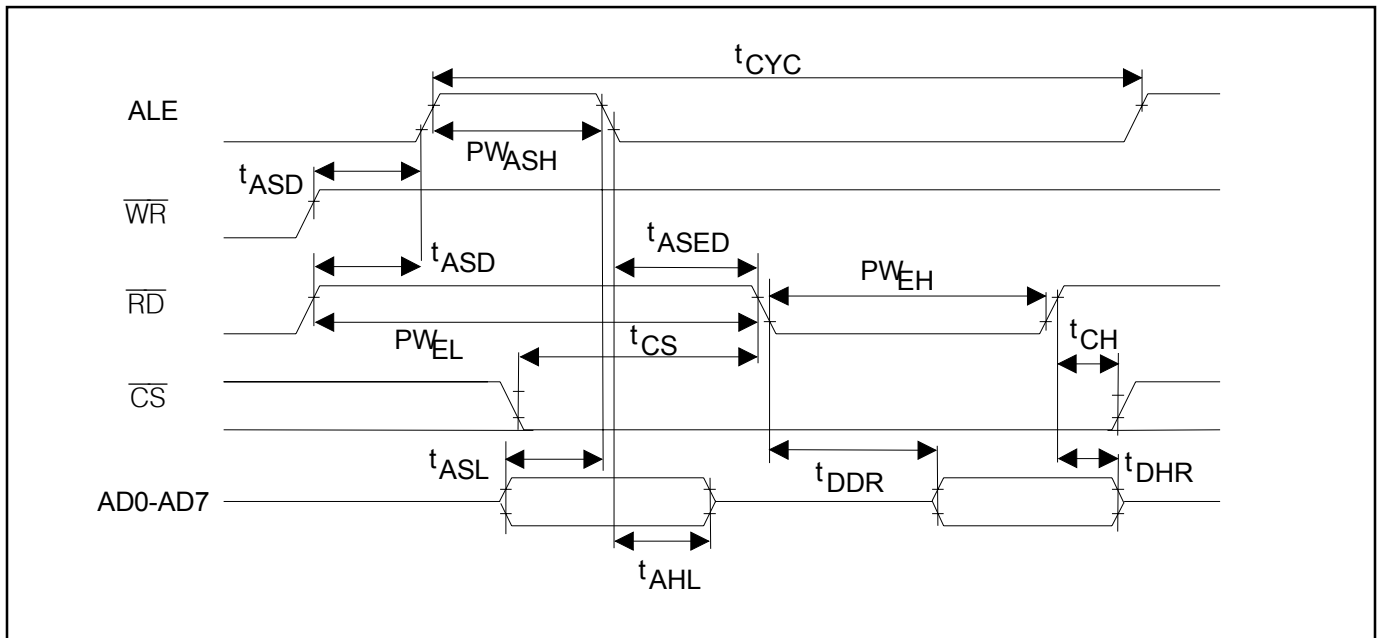 tCYC
ALE
PWASH
tASD
WR
tASED
tASD
PWEH
RD
PWEL
tCS
tCH
CS
tASL
tDDR
tDHR
AD0-AD7
tAHL